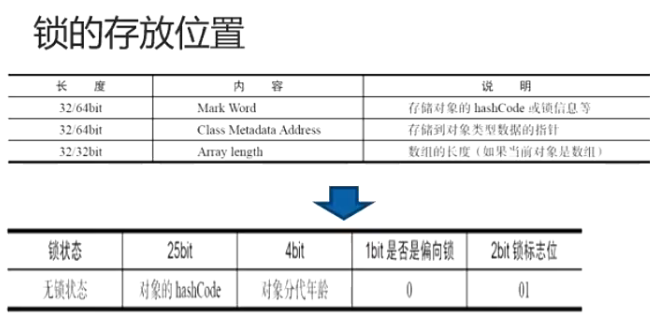 锁的存放位置
长 度 内 容 说 明
32/64bit Mark Word 存储对象的 hashCode 或锁信息等
32/64bit Class Metadata Address 存储到对象类型数据的指针
32/32bit Array length 数组的长度（如果当前对象是数组）
锁状态 25bit 4bit 1bit 是否是偏向锁 2bit 锁标志位
无锁状态 对象的 hashCode 对象分代年龄 0 01